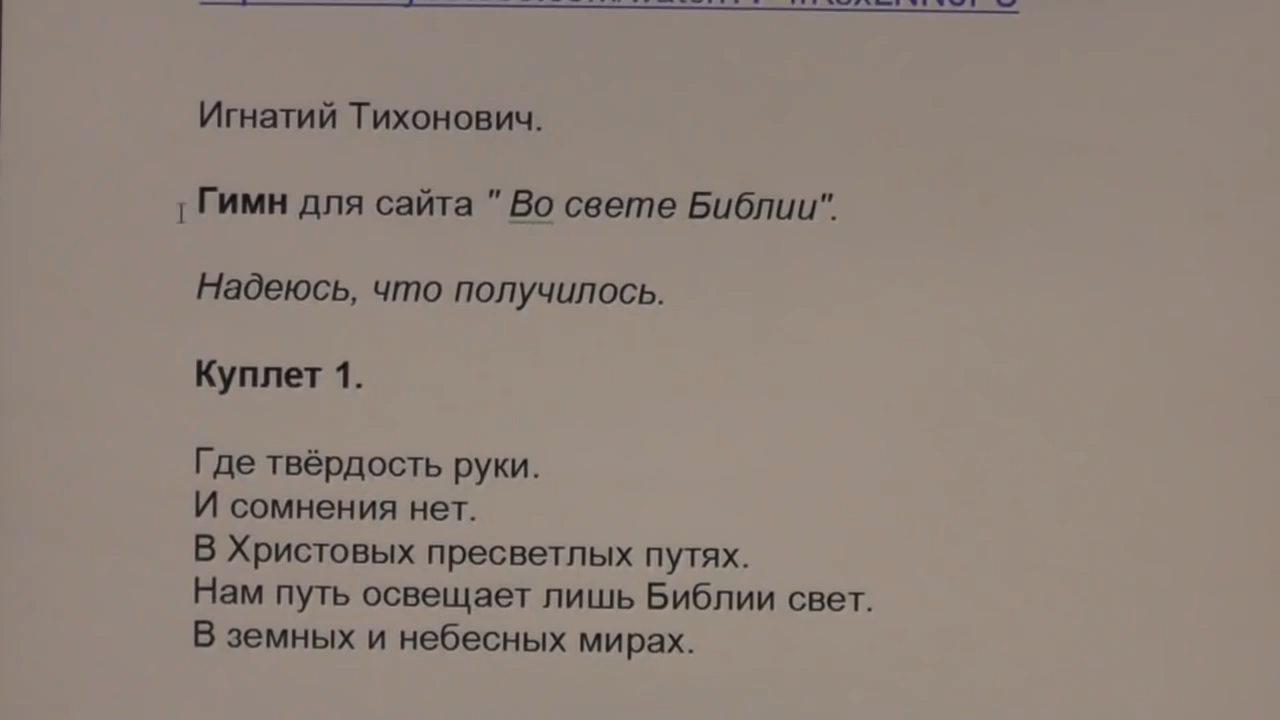 Игнатий Тихонович.
Гимн для сайта " Во свете Библии".
Надеюсь, что получилось.
Куплет 1.
Где твёрдость руки.
И сомнения нет.
В Христовых пресветлых путях.
Нам путь освещает лишь Библии свет.
В земных и небесных мирах.